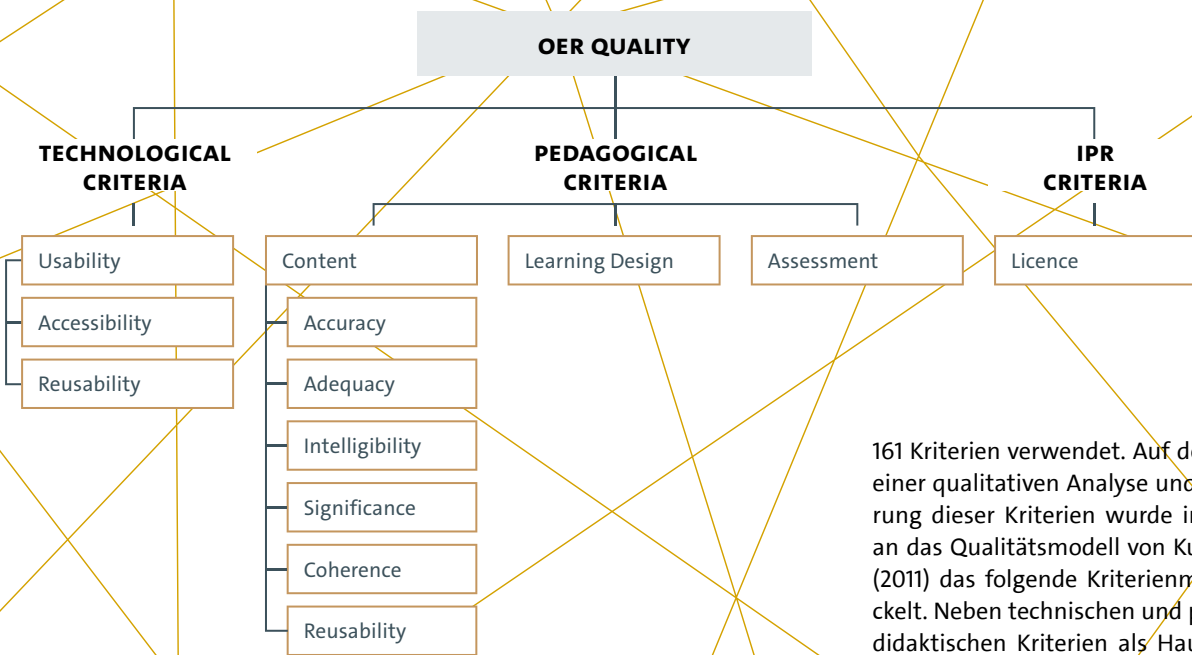 OER QUALITY
TECHNOLOGICAL
CRITERIA
Usability
Accessibility
Reusability
PEDAGOGICAL
CRITERIA
Content
Accuracy
Adequacy
Intelligibility
Significance
Coherence
Reusability
Learning Design
Assessment
IPR
CRITERIA
Licence
161 Kriterien verwendet. Auf
einer qualitativen Analyse und
rung dieser Kriterien wurde
an das Qualitätsmodell von
(2011) das folgende
ckelt. Neben technischen und
didaktischen Kriterien als